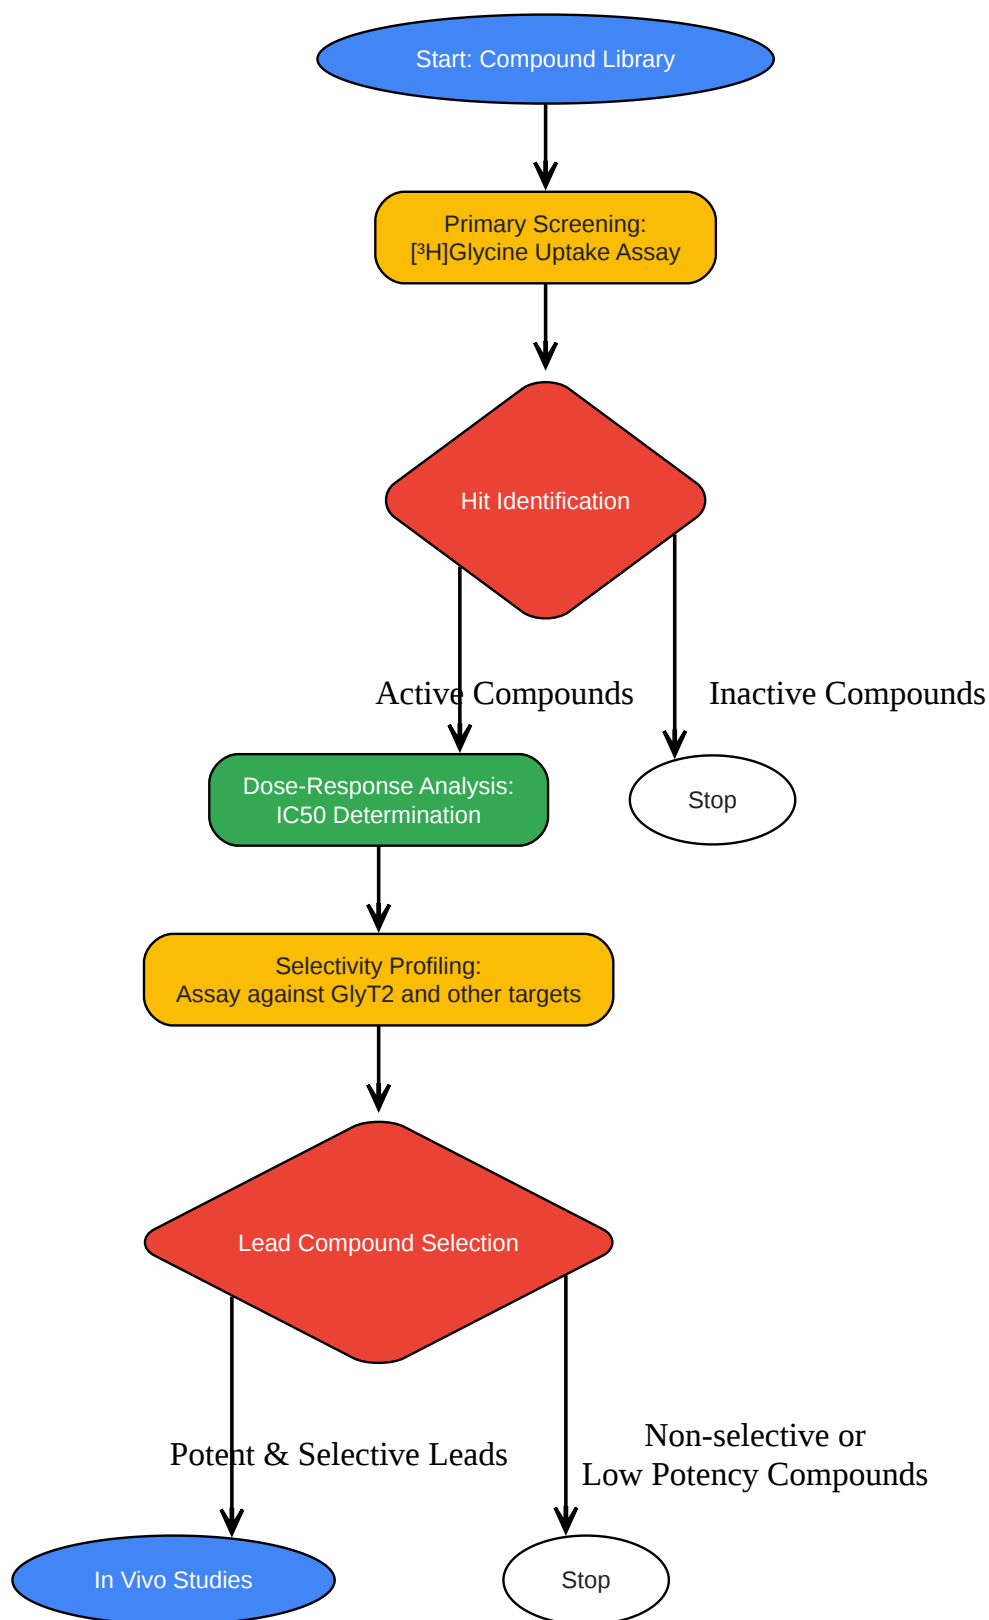 Start: Compound Library
Primary Screening:
[³H]Glycine Uptake Assay
Hit Identification
Active Compounds
Inactive Compounds
Dose-Response Analysis:
IC50 Determination
Stop
Selectivity Profiling:
Assay against GlyT2 and other targets
Lead Compound Selection
Potent & Selective Leads
Non-selective or
Low Potency Compounds
In Vivo Studies
Stop